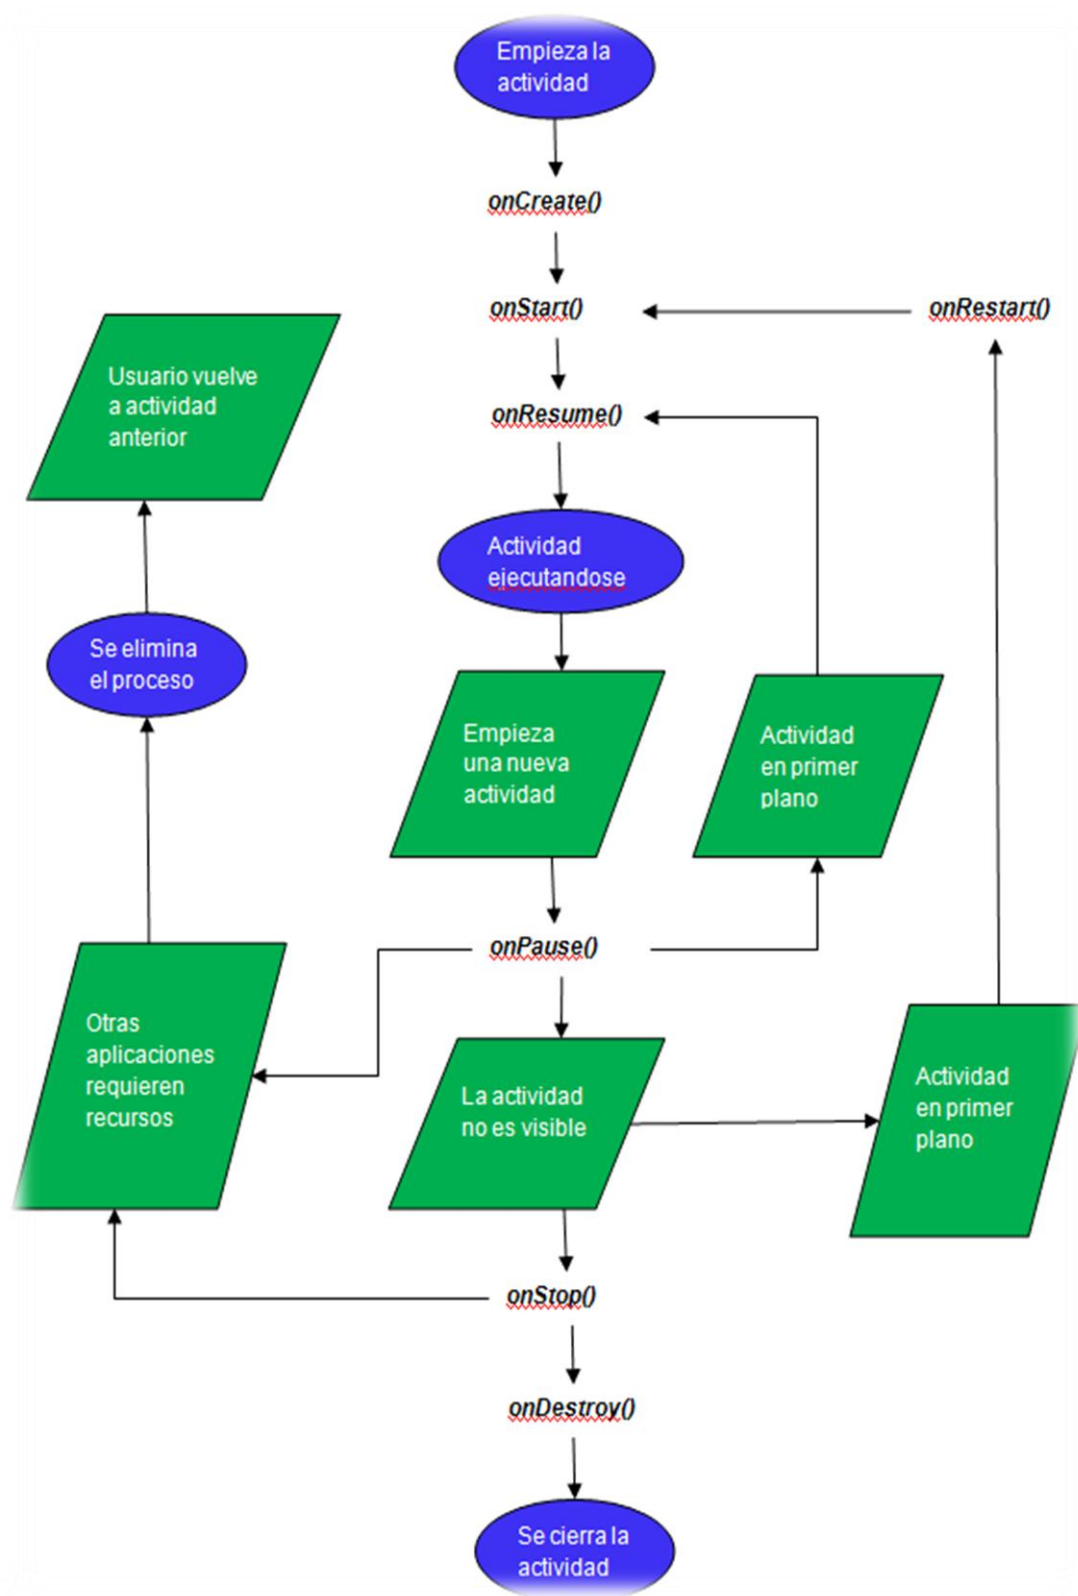 Empieza la
actividad
onCreate()
onStart()
onRestart()
Usuario vuelve
a actividad
anterior
onResume()
Actividad
ejecutandose
Se elimina
el proceso
Empieza
una nueva
actividad
Actividad
en primer
plano
onPause()
Otras
aplicaciones
requieren
recursos
La actividad
no es visible
Actividad
en primer
plano
onStop()
onDestroy()
Se cierra la
actividad